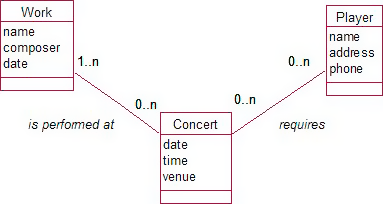 Work
name
composer
date
1..n
is performed at
0..n
Concert
date
time
venue
0..n
requires
0..n
Player
name
address
phone